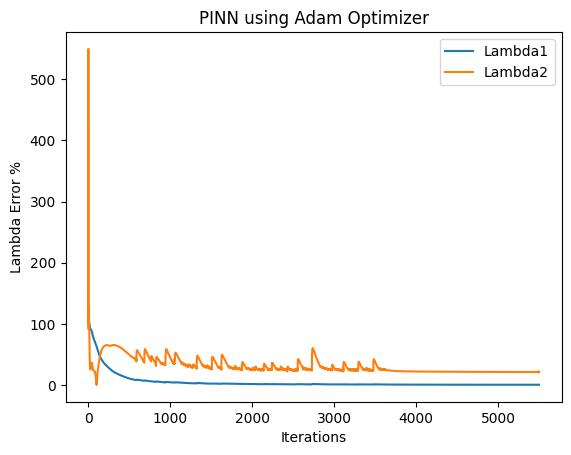 PINN using Adam Optimizer
Lambda1
Lambda2
Lambda Error %
500
400
300
200
100
0
0 1000 2000 3000 4000 5000
Iterations